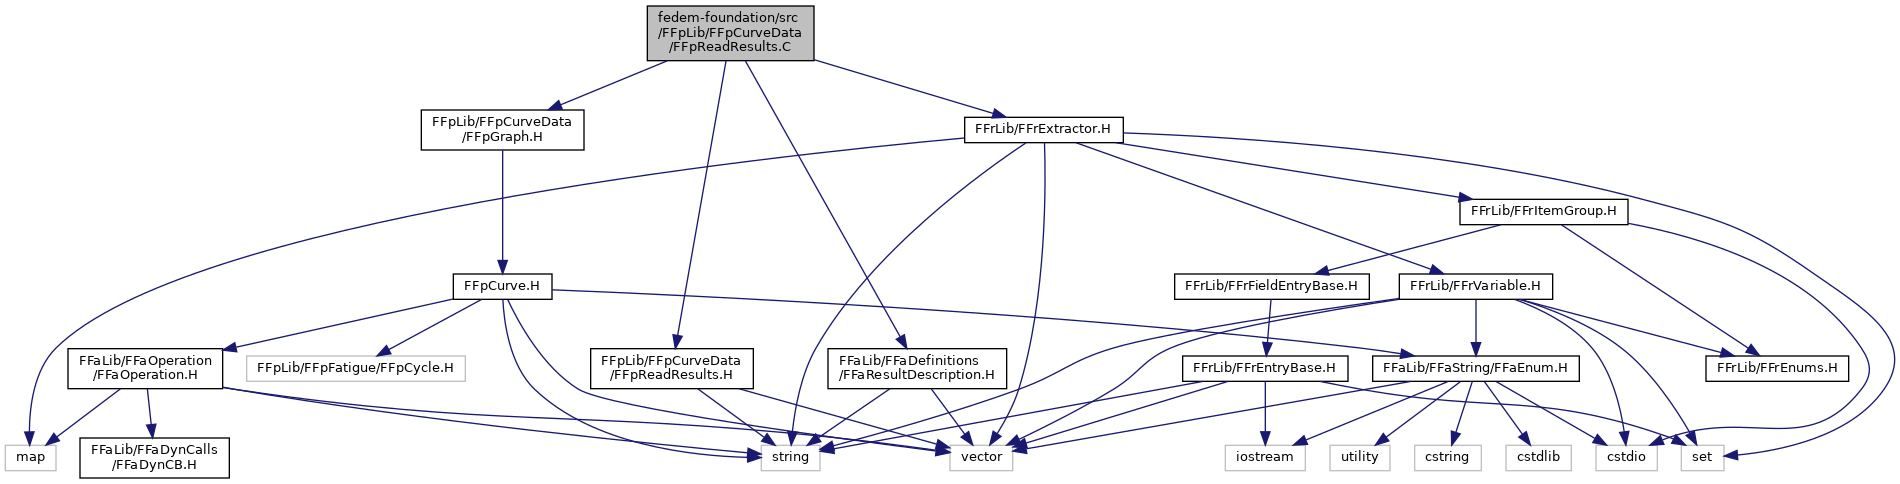 fedem-foundation/src
/FFpLib/FFpCurveData
/FFpReadResults.C
FFpLib/FFpCurveData
/FFpGraph.H
FFrLib/FFrExtractor.H
FFrLib/FFrItemGroup.H
FFpCurve.H
FFrLib/FFrFieldEntryBase.H
FFrLib/FFrVariable.H
FFaLib/FFaOperation
/FFaOperation.H
FFpLib/FFpFatigue/FFpCycle.H
FFpLib/FFpCurveData
/FFpReadResults.H
FFaLib/FFaDefinitions
/FFaResultDescription.H
FFrLib/FFrEntryBase.H
FFaLib/FFaString/FFaEnum.H
FFrLib/FFrEnums.H
map
FFaLib/FFaDynCalls
/FFaDynCB.H
string
vector
iostream
utility
cstring
cstdlib
cstdio
set